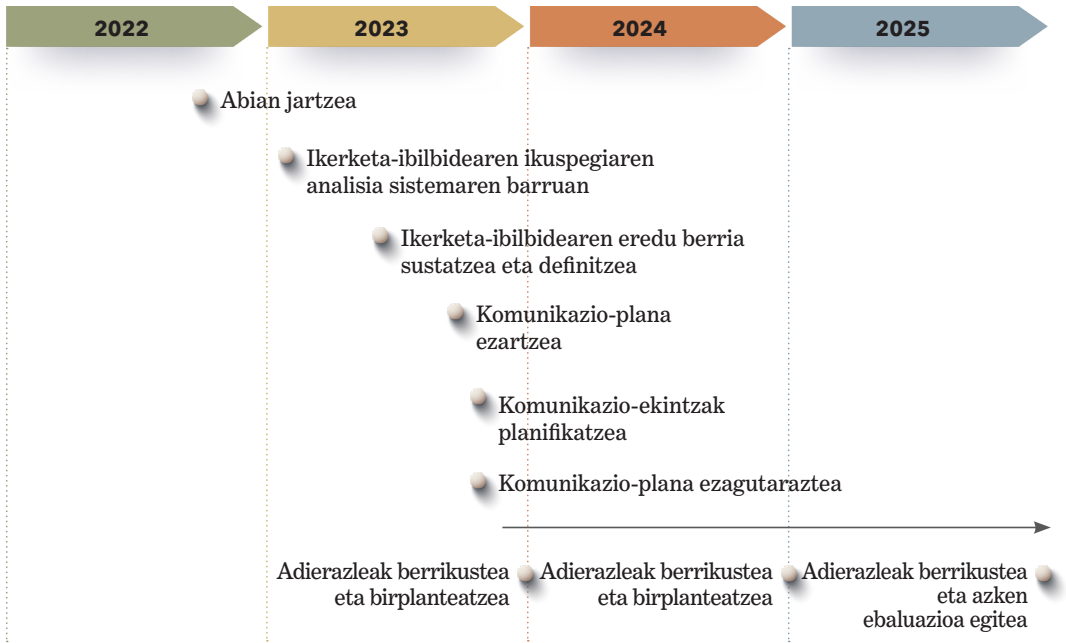 2022
2023
2024
2025
Abian jartzea
Ikerketa-ibilbidearen ikuspegiaren
analisia sistemaren barruan
Ikerketa-ibilbidearen eredu berria
sustatzea eta definitzea
Komunikazio-plana
ezartzea
Komunikazio-ekintzak
planifikatzea
Komunikazio-plana ezagutaraztea
Adierazleak berrikustea
eta birplanteatzea
Adierazleak berrikustea
eta birplanteatzea
Adierazleak berrikustea
eta azken
ebaluazioa egitea